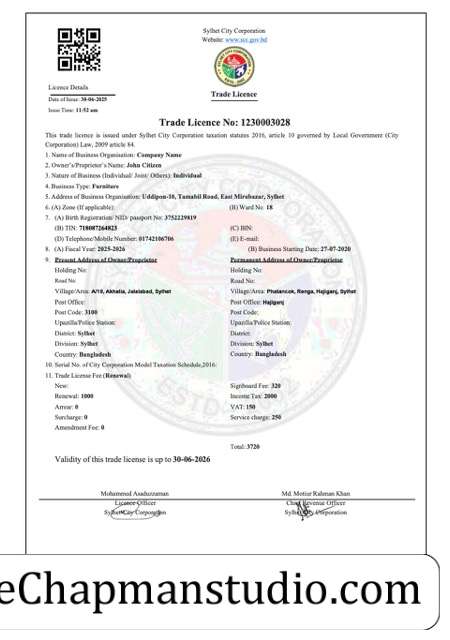 Sylhet City Corporation
Website: www.scc.gov.bd
Licence Details
Date of Issue: 30-06-2025
Issue Time: 11:52 am
Trade Licence
Trade Licence No: 1230003028
This trade licence is issued under Sylhet City Corporation taxation statutes 2016, article 10 governed by Local Government (City
Corporation) Law, 2009 article 84.
1. Name of Business Organisation: Company Name
2. Owner's/Proprietor's Name: John Citizen
3. Nature of Business (Individual/ Joint/ Others): Individual
4. Business Type: Furniture
5. Address of Business Organisation: Uddipon-30, Tamabil Road, East Mirabazar, Sylhet
6. (A) Zone (If applicable): (B) Ward No: 18
7. (A) Birth Registration/ NID/ passport No: 3752229819
(B) TIN: 718087264823 (C) BIN:
(D) Telephone/Mobile Number: 01742106706 (E) E-mail:
8. (A) Fiscal Year: 2025-2026 (B) Business Starting Date: 27-07-2020
9. Present Address of Owner/Proprietor Permanent Address of Owner/Proprietor
Holding No: Holding No:
Road No: Road No:
Village/Area: A/19, Akhalia, Jalalabad, Sylhet Village/Area: Phatancok, Renga, Hajiganj, Sylhet
Post Office: Post Office: Hajiganj
Post Code: 3100 Post Code:
Upazilla/Police Station: Upazilla/Police Station:
District: Sylhet District:
Division: Sylhet Division: Sylhet
Country: Bangladesh Country: Bangladesh
10. Serial No. of City Corporation Model Taxation Schedule,2016:
11. Trade License Fee (Renewal)
New: Signboard Fee: 320
Renewal: 1000 Income Tax: 2000
Arrear: 0 VAT: 150
Surcharge: 0 Service charge: 250
Amendment Fee: 0
Total: 3720
Validity of this trade license is up to 30-06-2026
Mohammed Asaduzzaman Md. Motiur Rahman Khan
Licence Officer Chief Revenue Officer
Sylhet City Corporation Sylhet City Corporation
eChapmanstudio.com